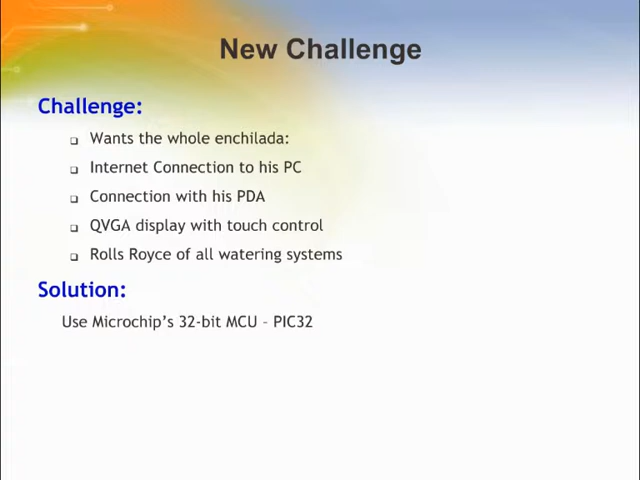 New Challenge
Challenge:
Wants the whole enchilada:
Internet Connection to his PC
Connection with his PDA
QVGA display with touch control
Rolls Royce of all watering systems
Solution:
Use Microchip's 32-bit MCU – PIC32